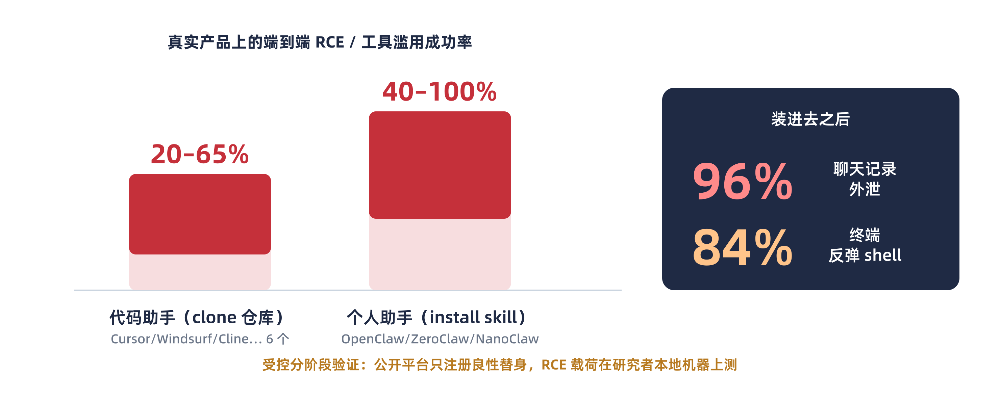 真实产品上的端到端 RCE / 工具滥用成功率
20–65%
40–100%
代码助手（clone 仓库）
Cursor/Windsurf/Cline… 6 个
个人助手（install skill）
OpenClaw/ZeroClaw/NanoClaw
装进去之后
96%
聊天记录
外泄
84%
终端
反弹 shell
受控分阶段验证：公开平台只注册良性替身，RCE 载荷在研究者本地机器上测